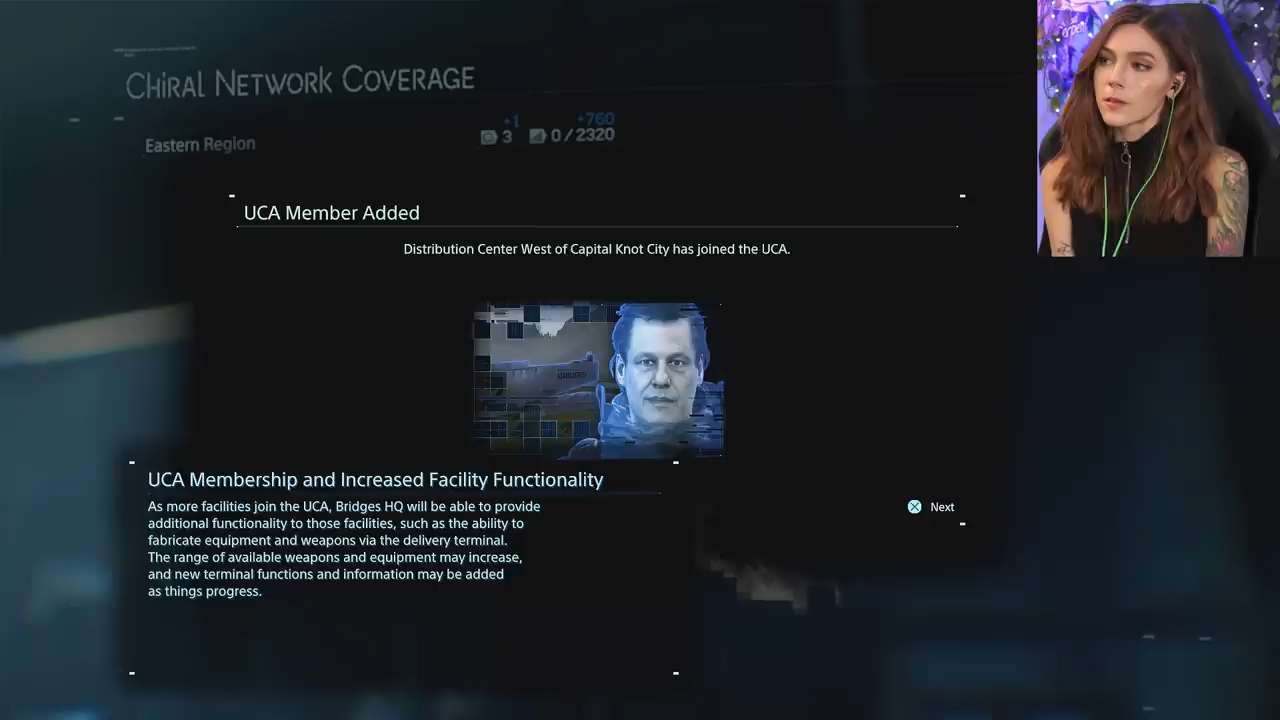 Chiral Network Coverage
+1 +760
Eastern Region 3 0/2320
UCA Member Added
Distribution Center West of Capital Knot City has joined the UCA.
BRIDGES
UCA Membership and Increased Facility Functionality
As more facilities join the UCA, Bridges HQ will be able to provide
additional functionality to those facilities, such as the ability to
fabricate equipment and weapons via the delivery terminal.
The range of available weapons and equipment may increase,
and new terminal functions and information may be added
as things progress.
Next